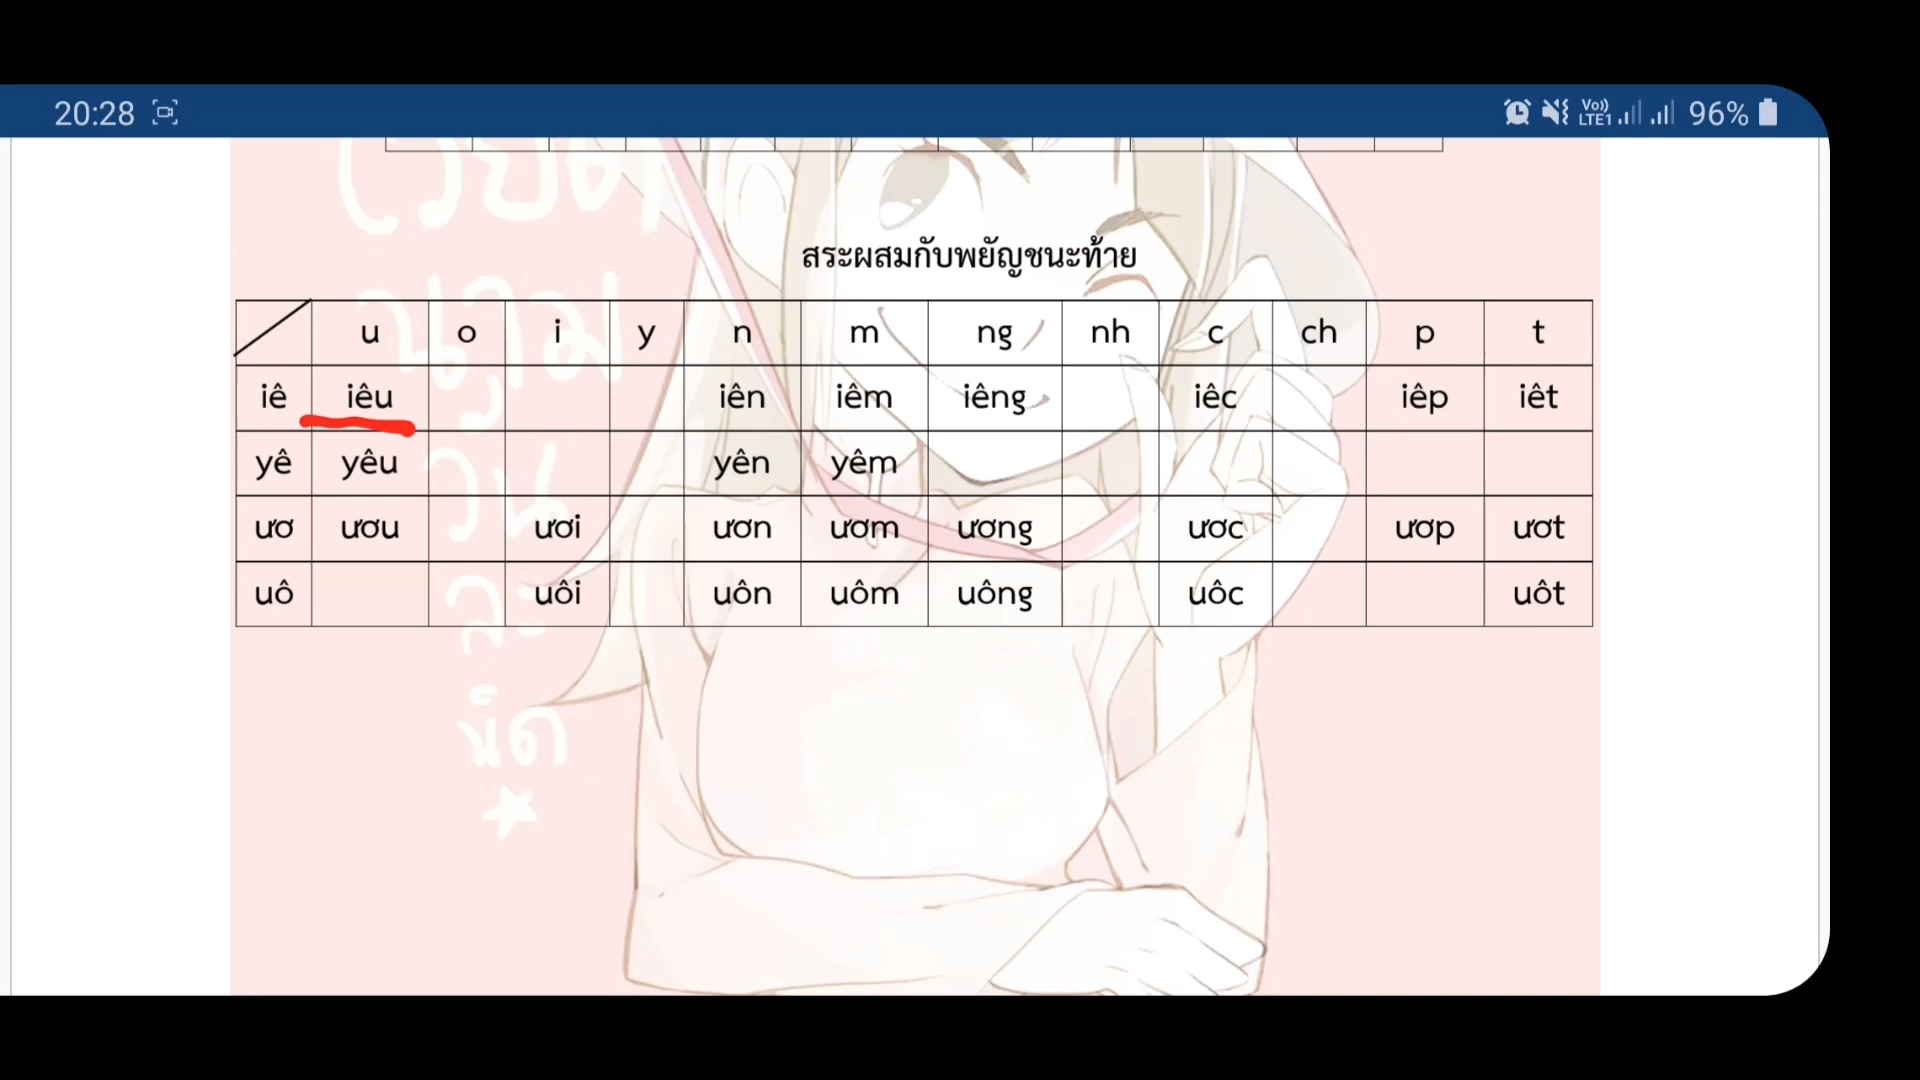 20:28 Vo)) LTE1 96%
สระผสมกับพยัญชนะท้าย
u o i y n m ng nh c ch p t
iê iêu iên iêm iêng iêc iêp iêt
yê yêu yên yêm
ươ ươu ươi ươn ươm ương ươc ươp ươt
uô uôi uôn uôm uông uôc uôt